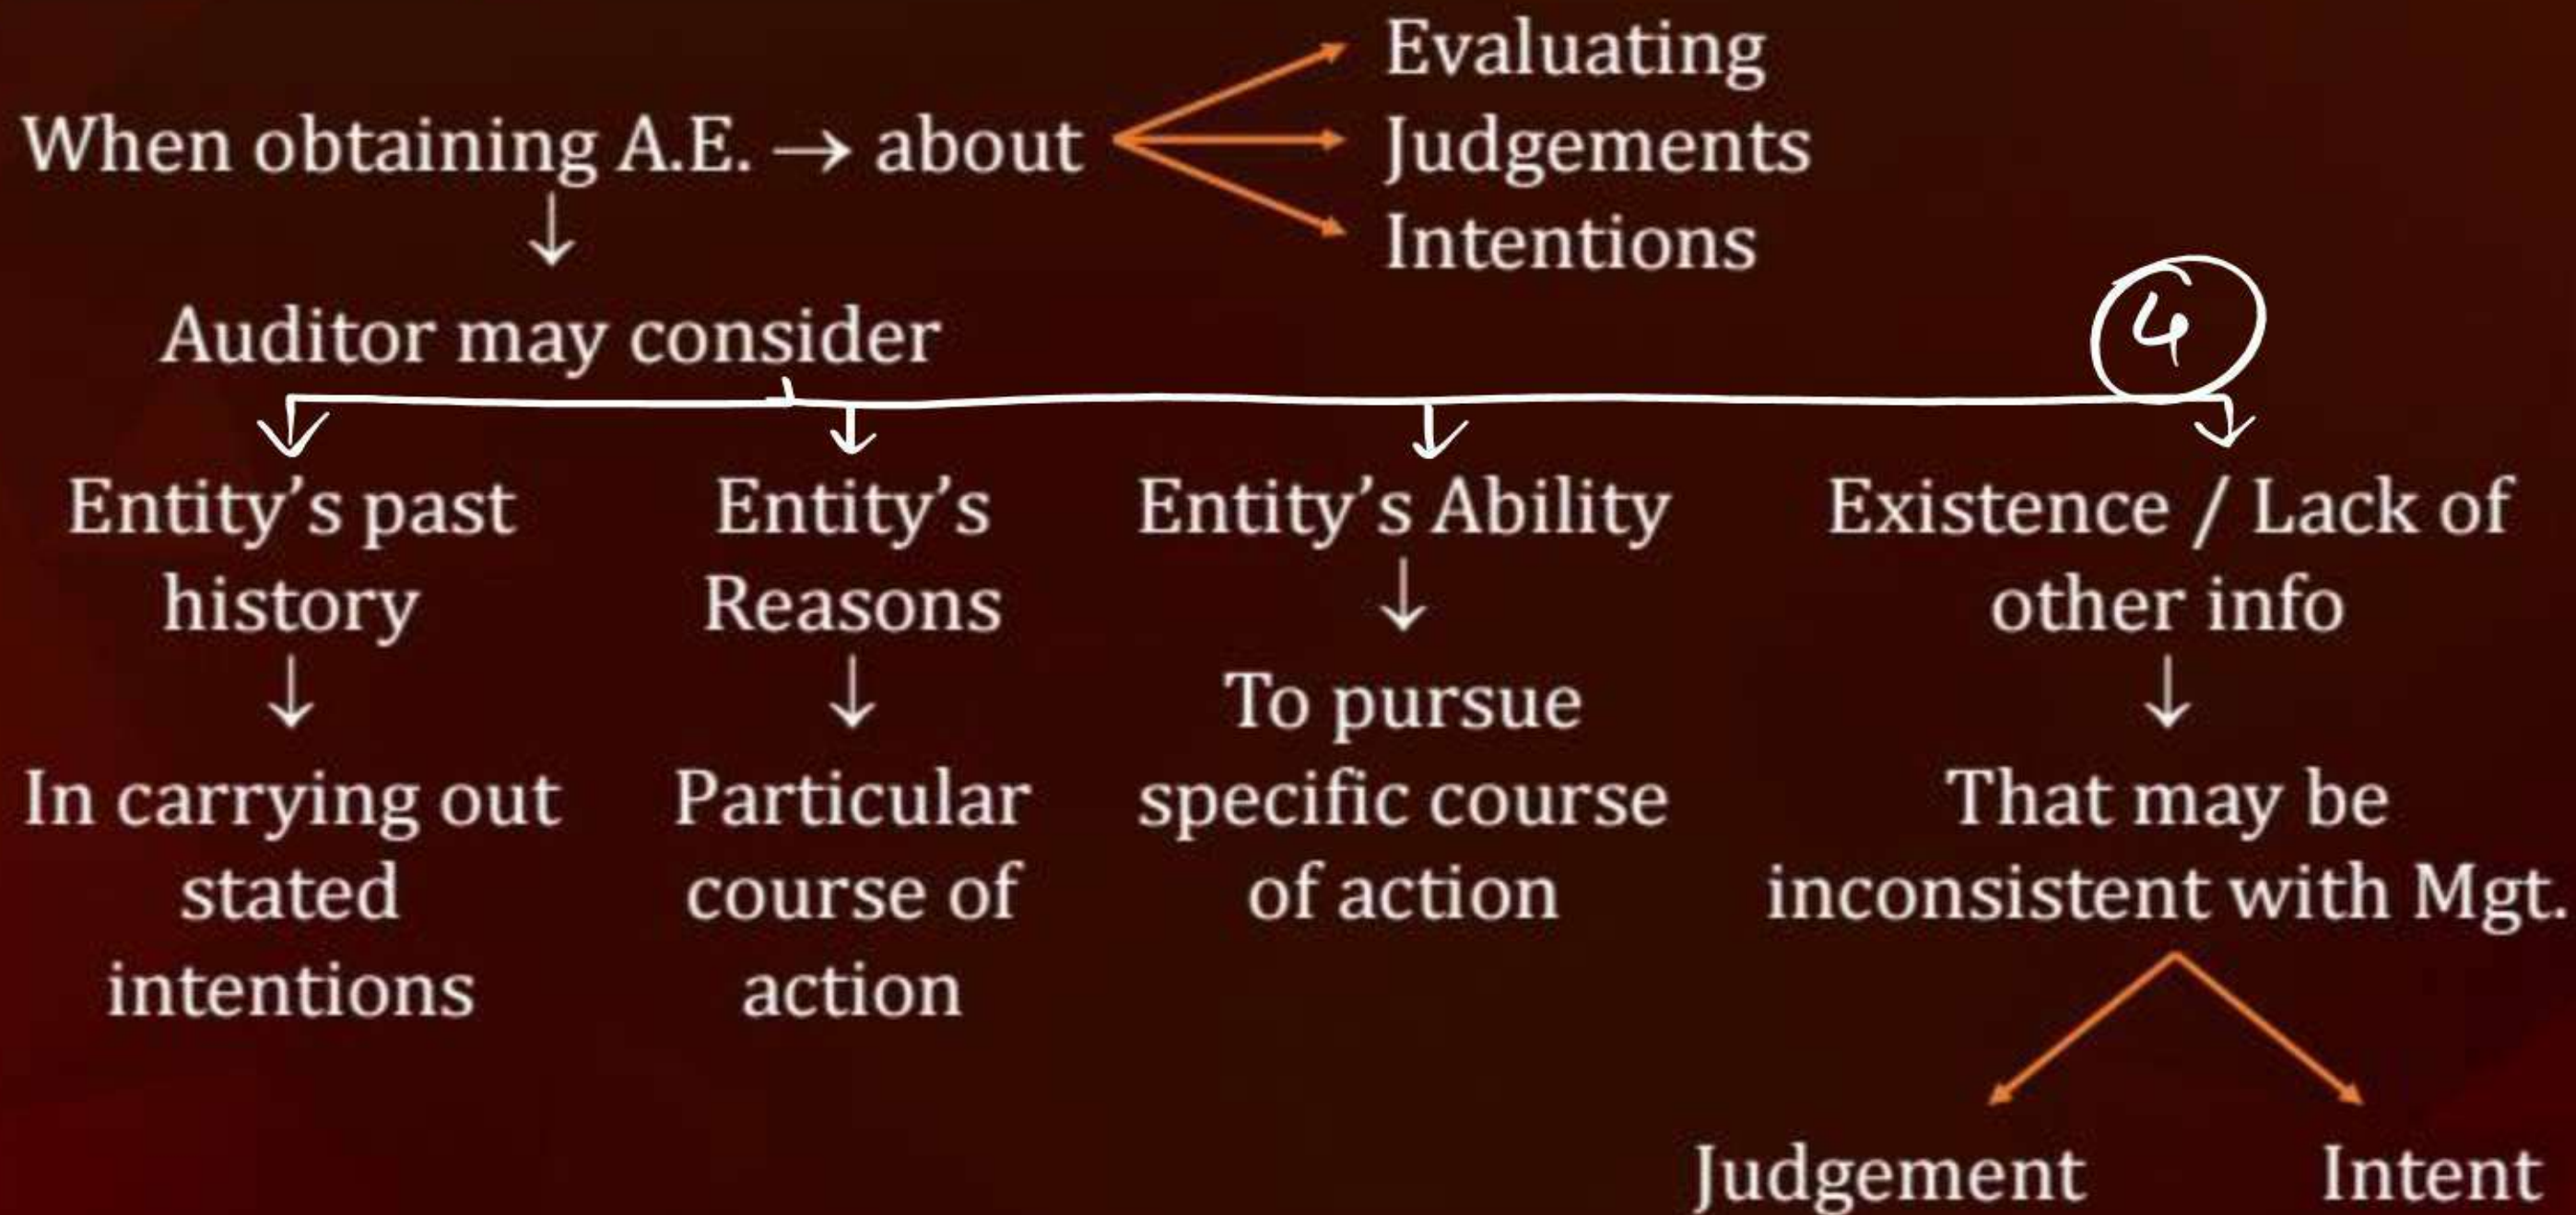 Evaluating
When obtaining A.E. → about
Judgements
Intentions
Auditor may consider
4
Entity's past
history
In carrying out
stated
intentions
Entity's
Reasons
Particular
course of
action
Entity's Ability
To pursue
specific course
of action
Existence / Lack of
other info
That may be
inconsistent with Mgt.
Judgement
Intent